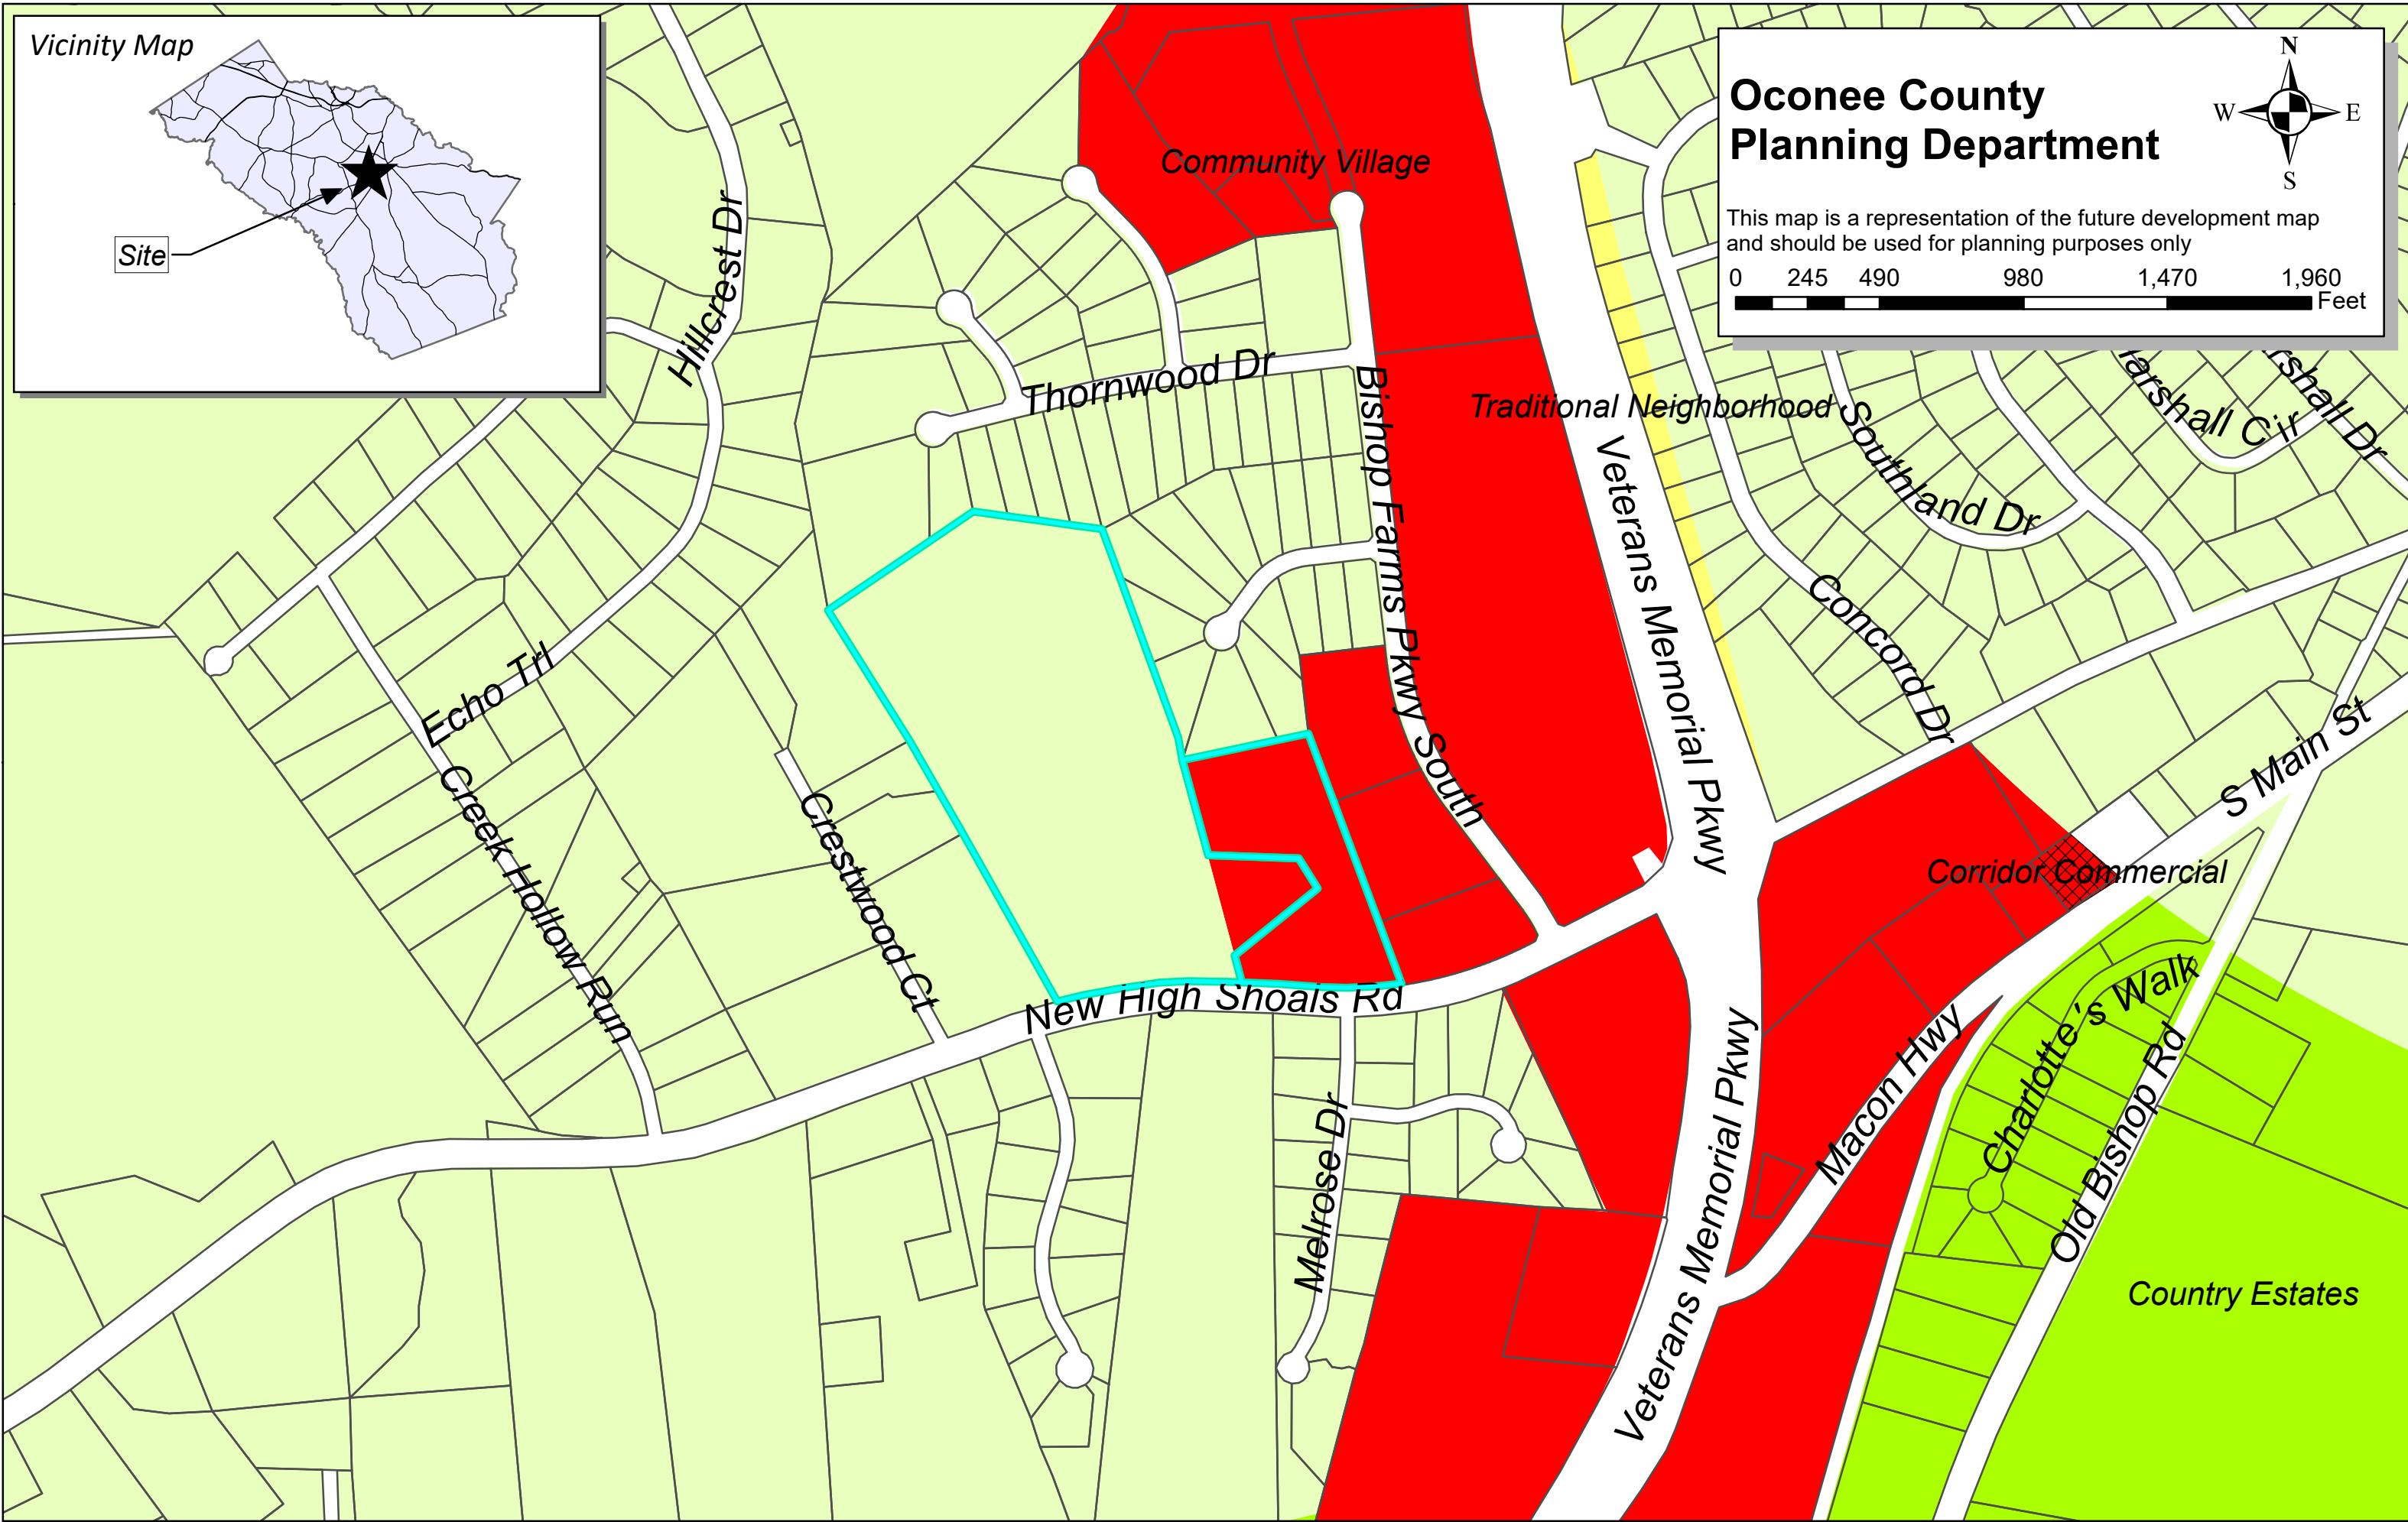 Vicinity Map
Site
Oconee County
Planning Department
N
W
E
S
This map is a representation of the future development map
and should be used for planning purposes only
0 245 490 980 1,470 1,960
Feet
Community Village
Hillcrest Dr
Thornwood Dr
Bishop Farms Pkwy South
Traditional Neighborhood
Veterans Memorial Pkwy
Southland Dr
arshall Cir
rshall Dr
Concord Dr
Echo Trl
Creek Hollow Run
Crestwood Ct
S Main St
Corridor Commercial
New High Shoals Rd
Charlotte's Walk
Macon Hwy
Old Bishop Rd
Melrose Dr
Veterans Memorial Pkwy
Country Estates